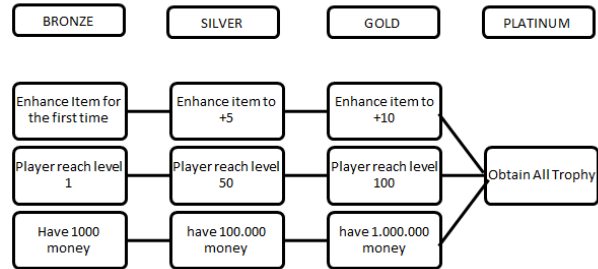 BRONZE
SILVER
GOLD
PLATINUM
Enhance Item for
the first time
Enhance item to
+5
Enhance item to
+10
Player reach level
1
Player reach level
50
Player reach level
100
Obtain All Trophy
Have 1000
money
have 100.000
money
have 1.000.000
money